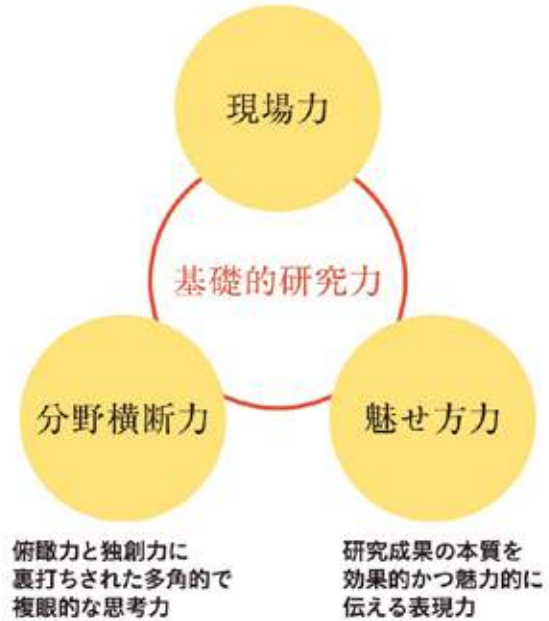 現場力
基礎的研究力
分野横断力
魅せ方力
俯瞰力と独創力に
裏打ちされた多角的で
複眼的な思考力
研究成果の本質を
効果的かつ魅力的に
伝える表現力